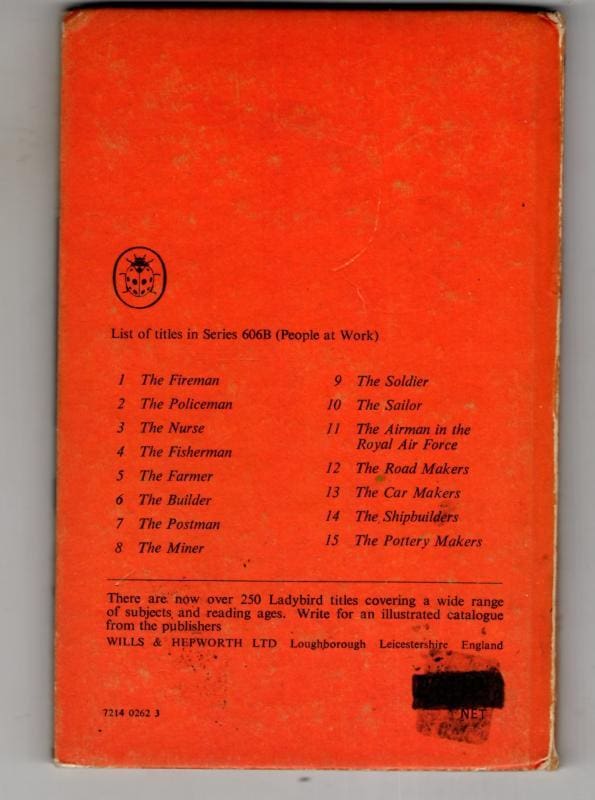 List of titles in Series 606B (People at Work)
1 The Fireman
2 The Policeman
3 The Nurse
4 The Fisherman
5 The Farmer
6 The Builder
7 The Postman
8 The Miner
9 The Soldier
10 The Sailor
11 The Airman in the
Royal Air Force
12 The Road Makers
13 The Car Makers
14 The Shipbuilders
15 The Pottery Makers
There are now over 250 Ladybird titles covering a wide range
of subjects and reading ages. Write for an illustrated catalogue
from the publishers
WILLS & HEPWORTH LTD Loughborough Leicestershire England
7214 0262 3
NET